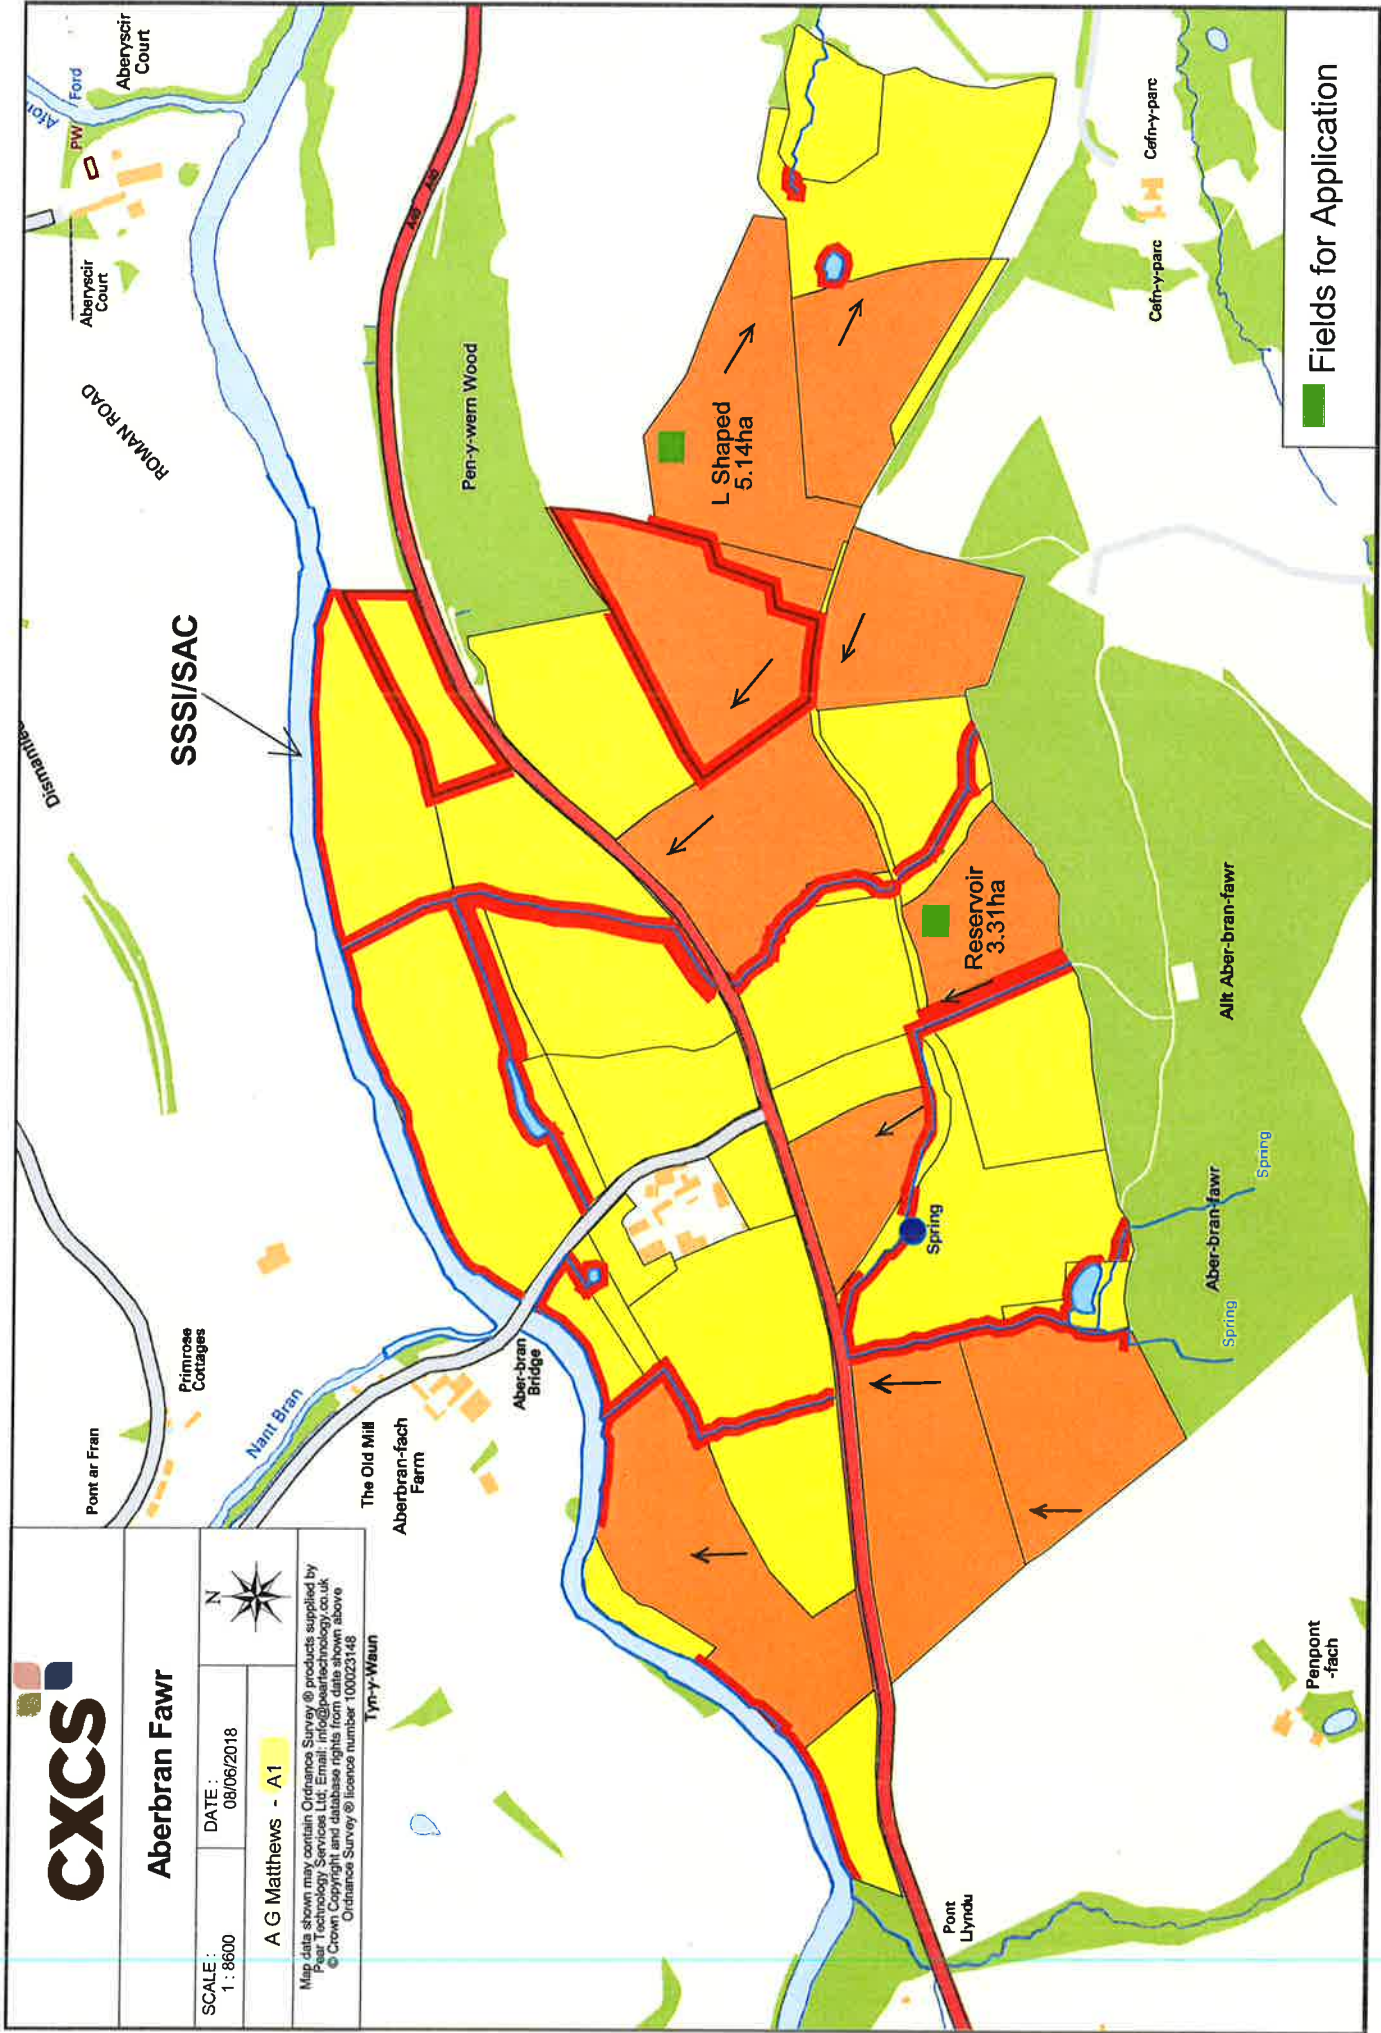 CXCS
Aberbran Fawr
SCALE :
1 : 8600
DATE :
08/06/2018
N
A G Matthews - A1
Map data shown may contain Ordnance Survey ® products supplied by
Pear Technology Services Ltd; Email: info@peartechnology.co.uk
© Crown Copyright and database rights from date shown above
Ordnance Survey ® licence number 100023148
Tyn-y-Waun
Pont ar Fran
Primrose
Cottages
Nant Bran
The Old Mill
Aberbran-fach
Farm
Aber-bran
Bridge
Dismantled
SSSI/SAC
ROMAN ROAD
Aberyscir
Court
Aberyscir
Court
PW
Ford
Afon
A40
A40
Pen-y-wern Wood
L Shaped
5.14ha
Reservoir
3.31ha
Spring
Spring
Spring
Aber-bran-fawr
Allt Aber-bran-fawr
Cefn-y-parc
Cefn-y-parc
Penpont
-fach
Pont
Llyndu
Fields for Application